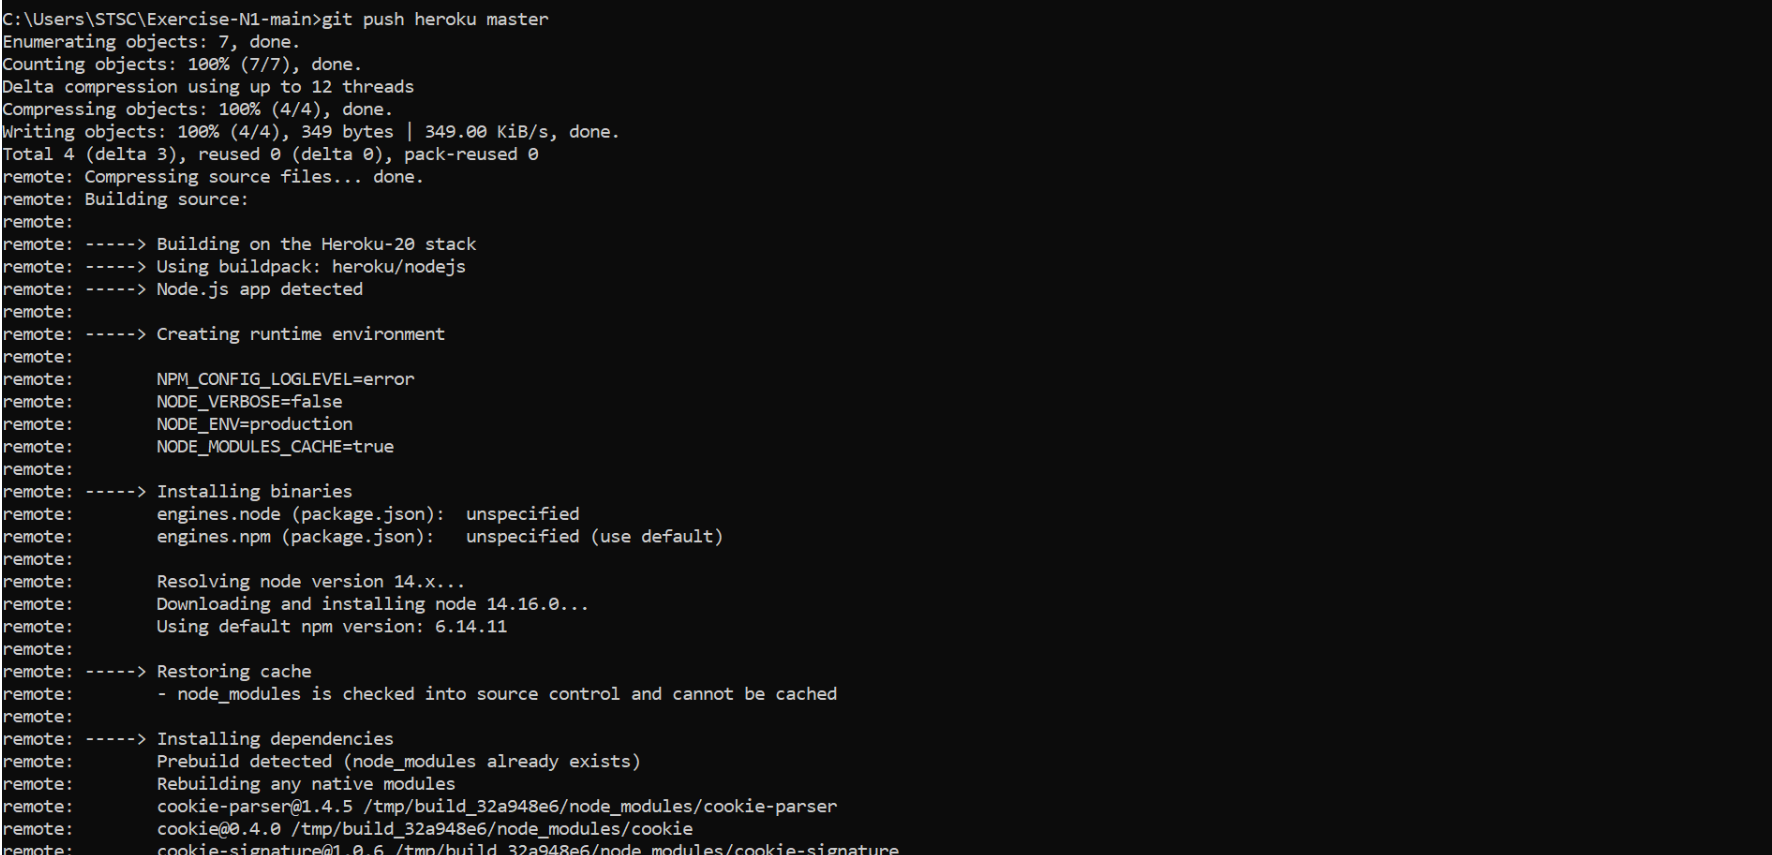 C:\Users\STSC\Exercise-N1-main>git push heroku master
Enumerating objects: 7, done.
Counting objects: 100% (7/7), done.
Delta compression using up to 12 threads
Compressing objects: 100% (4/4), done.
Writing objects: 100% (4/4), 349 bytes | 349.00 KiB/s, done.
Total 4 (delta 3), reused 0 (delta 0), pack-reused 0
remote: Compressing source files... done.
remote: Building source:
remote:
remote: -----> Building on the Heroku-20 stack
remote: -----> Using buildpack: heroku/nodejs
remote: -----> Node.js app detected
remote:
remote: -----> Creating runtime environment
remote:
remote:        NPM_CONFIG_LOGLEVEL=error
remote:        NODE_VERBOSE=false
remote:        NODE_ENV=production
remote:        NODE_MODULES_CACHE=true
remote:
remote: -----> Installing binaries
remote:        engines.node (package.json):  unspecified
remote:        engines.npm (package.json):   unspecified (use default)
remote:
remote:        Resolving node version 14.x...
remote:        Downloading and installing node 14.16.0...
remote:        Using default npm version: 6.14.11
remote:
remote: -----> Restoring cache
remote:        - node_modules is checked into source control and cannot be cached
remote:
remote: -----> Installing dependencies
remote:        Prebuild detected (node_modules already exists)
remote:        Rebuilding any native modules
remote:        cookie-parser@1.4.5 /tmp/build_32a948e6/node_modules/cookie-parser
remote:        cookie@0.4.0 /tmp/build_32a948e6/node_modules/cookie
remote:        cookie-signature@1.0.6 /tmp/build_32a948e6/node_modules/cookie-signature